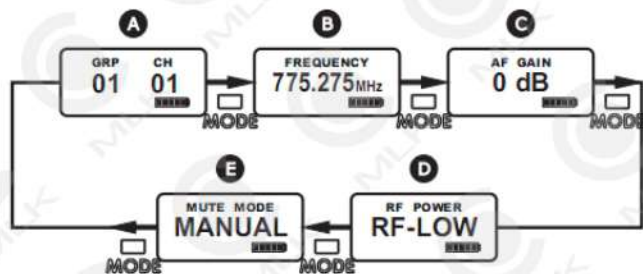 A
B
C
GRP CH
01 01
FREQUENCY
775.275MHz
AF GAIN
0 dB
MODE
MODE
MODE
E
D
MUTE MODE
MANUAL
RF POWER
RF-LOW
MODE
MODE
MLLK